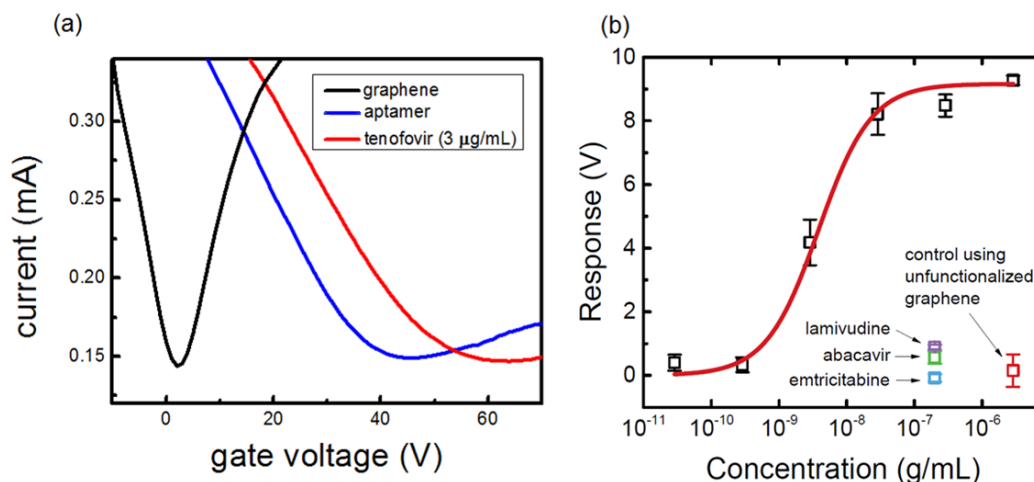 (a)
graphene
aptamer
tenofovir (3 μg/mL)
0.30
0.25
0.20
0.15
current (mA)
0
20
40
60
gate voltage (V)
(b)
10
8
6
4
2
0
Response (V)
control using
unfunctionalized
graphene
lamivudine
abacavir
emtricitabine
10-11
10-10
10-9
10-8
10-7
10-6
Concentration (g/mL)